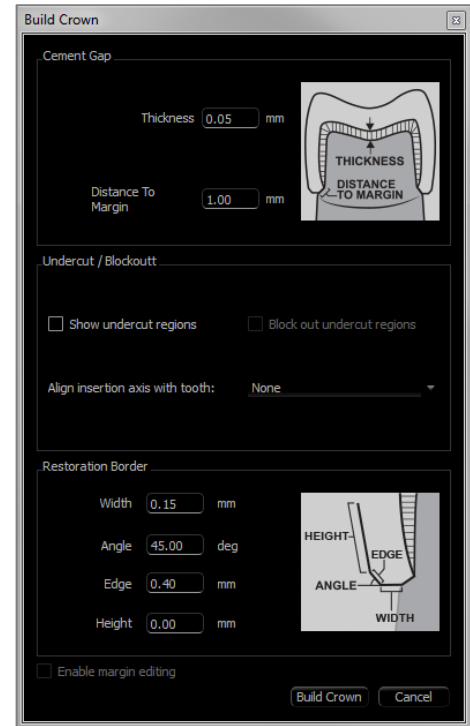 Build Crown
Cement Gap
Thickness 0.05 mm
THICKNESS
DISTANCE
TO MARGIN
Distance To
Margin 1.00 mm
Undercut / Blockoutt
Show undercut regions Block out undercut regions
Align insertion axis with tooth: None
Restoration Border
Width 0.15 mm
Angle 45.00 deg
Edge 0.40 mm
Height 0.00 mm
HEIGHT
EDGE
ANGLE
WIDTH
Enable margin editing
Build Crown Cancel